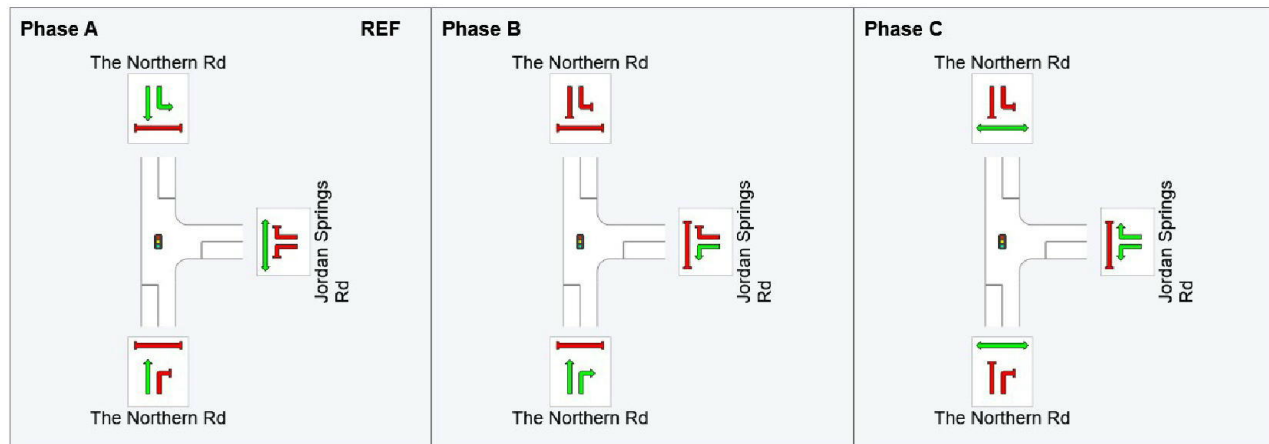 Phase A
REF
The Northern Rd
Jordan Springs
Rd
The Northern Rd
Phase B
The Northern Rd
Jordan Springs
Rd
The Northern Rd
Phase C
The Northern Rd
Jordan Springs
Rd
The Northern Rd